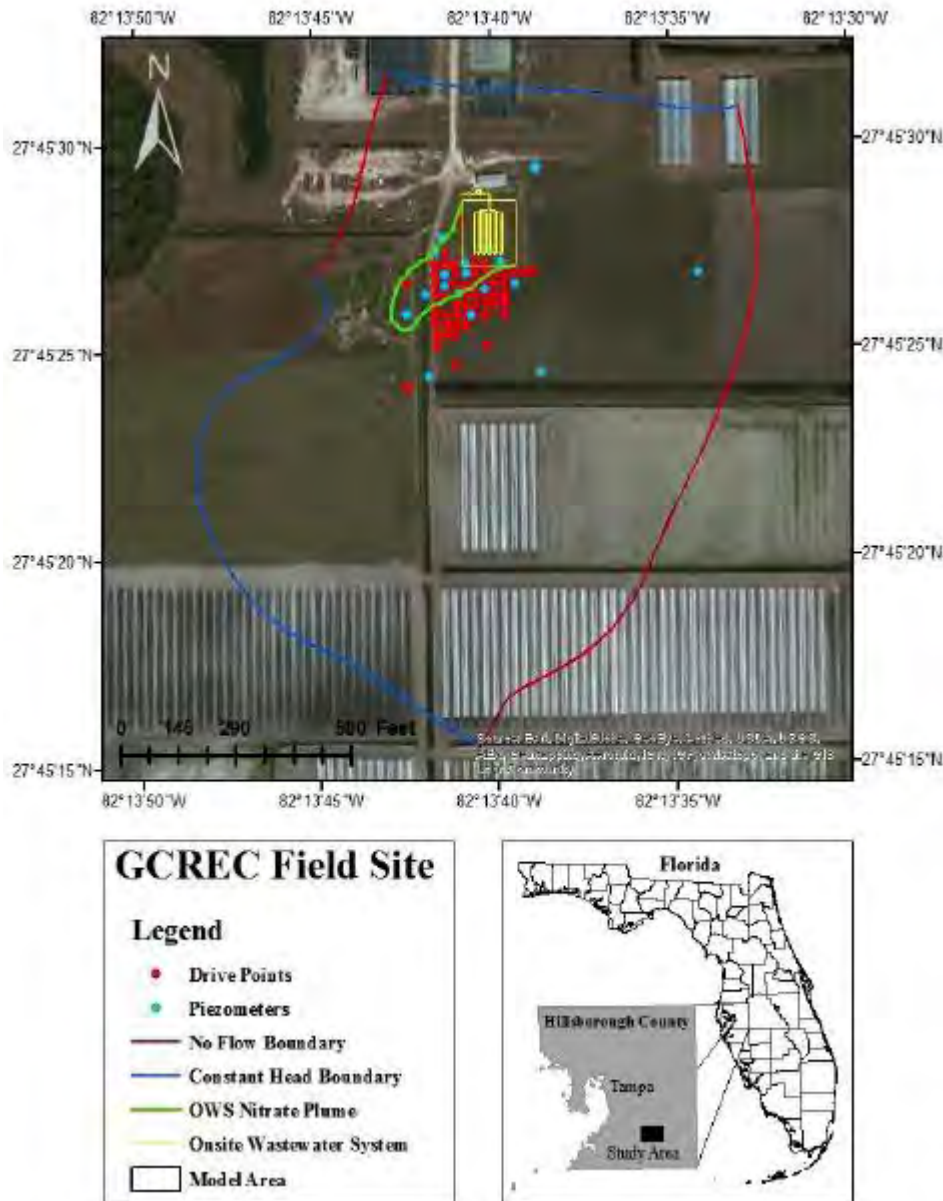 82°13'50"W 82°13'45"W 82°13'40"W 82°13'35"W 82°13'30"W
N
27°45'30"N 27°45'30"N
27°45'25"N 27°45'25"N
27°45'20"N 27°45'20"N
0 145 290 500 Feet
27°45'15"N 27°45'15"N
82°13'50"W 82°13'45"W 82°13'40"W 82°13'35"W
GCREC Field Site
Legend
Drive Points
Piezometers
No Flow Boundary
Constant Head Boundary
OWS Nitrate Plume
Onsite Wastewater System
Model Area
Florida
Hillsborough County
Tampa
Study Area